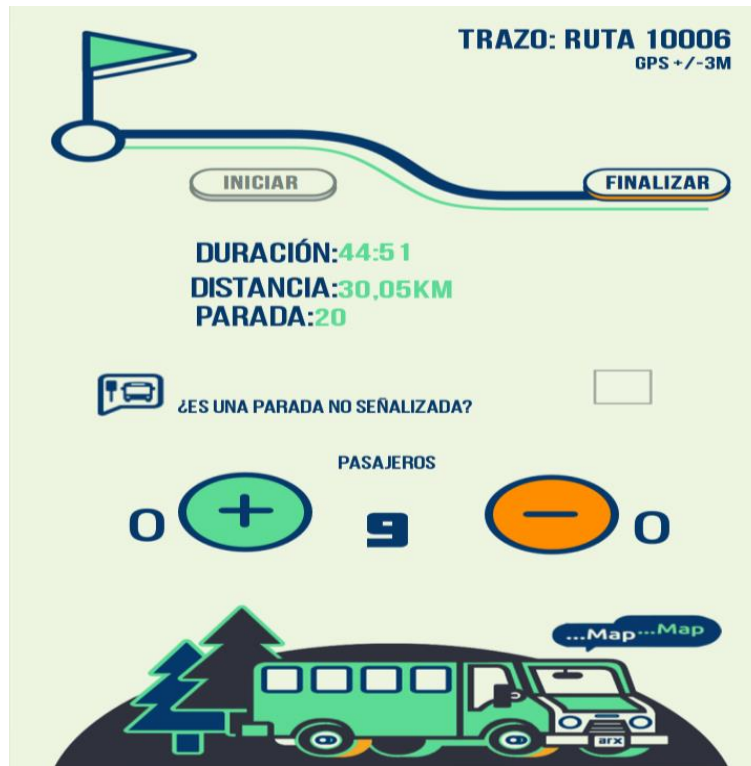 TRAZO: RUTA 10006
GPS +/-3M
INICIAR
FINALIZAR
DURACIÓN:44:51
DISTANCIA:30,05KM
PARADA:20
¿ES UNA PARADA NO SEÑALIZADA?
PASAJEROS
0 + 9 − 0
...Map...Map
arx